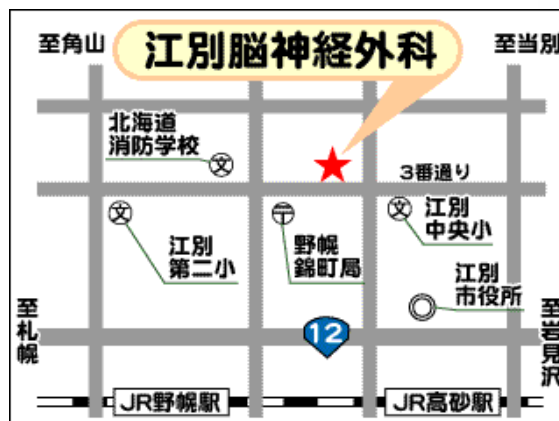 至角山
江別脳神経外科
至当別
北海道
消防学校
文
3番通り
文
江別
第二小
〒
野幌
錦町局
文
江別
中央小
江別
市役所
至札幌
12
至岩見沢
JR野幌駅
JR高砂駅